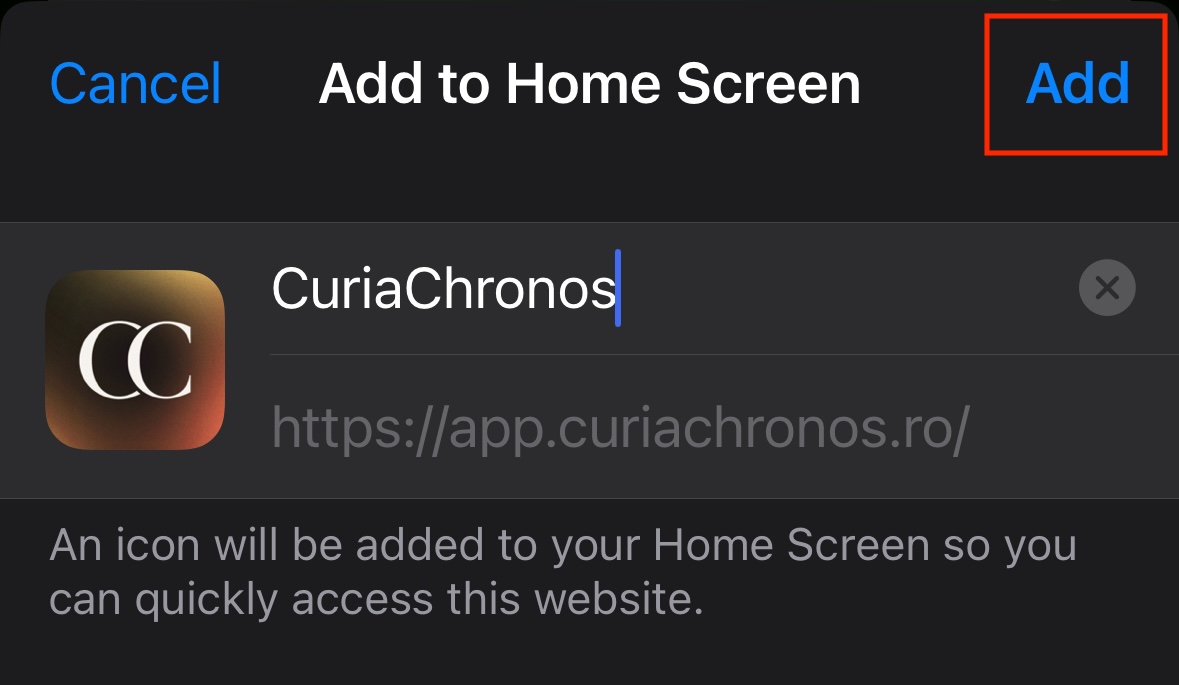 Cancel Add to Home Screen Add
CuriaChronos
CC
https://app.curiachronos.ro/
An icon will be added to your Home Screen so you
can quickly access this website.